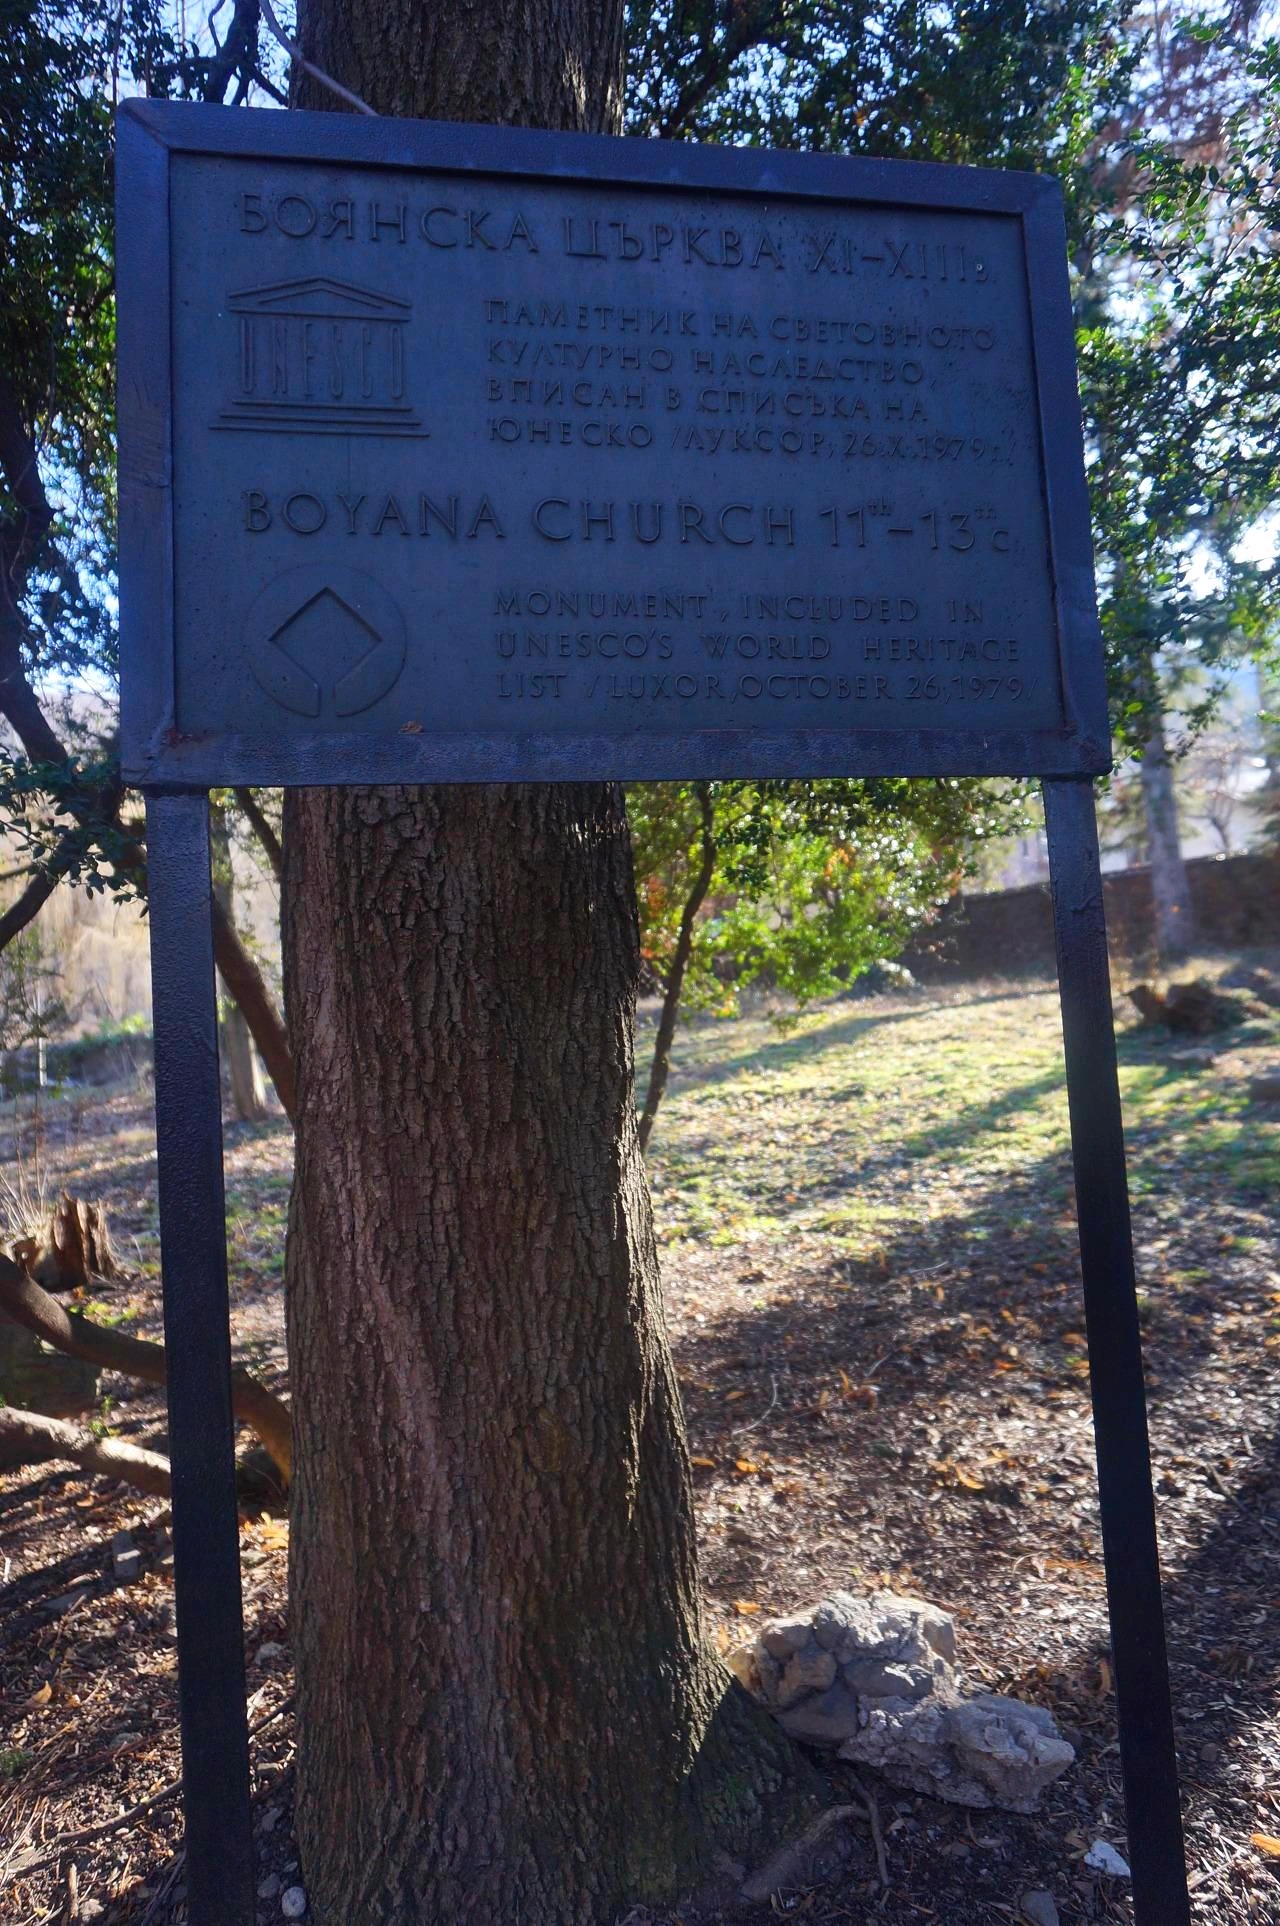 БОЯНСКА ЦЪРКВА XI–XIII в.
UNESCO
ПАМЕТНИК НА СВЕТОВНОТО
КУЛТУРНО НАСЛЕДСТВО,
ВПИСАН В СПИСЪКА НА
ЮНЕСКО /ЛУКСОР, 26.X.1979 г./
BOYANA CHURCH 11th–13th c.
MONUMENT, INCLUDED IN
UNESCO'S WORLD HERITAGE
LIST /LUXOR, OCTOBER 26, 1979/